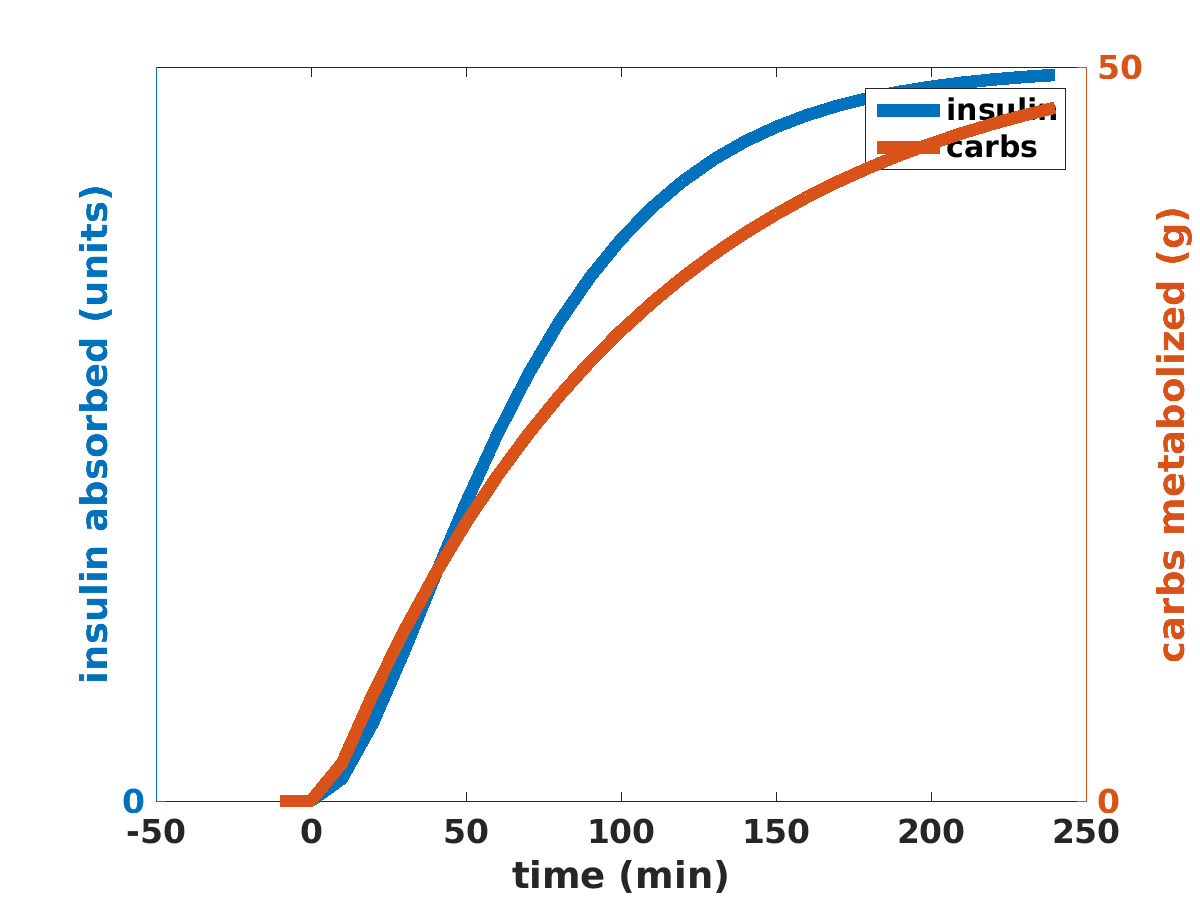 50
insulin
carbs
insulin absorbed (units)
carbs metabolized (g)
0
0
-50 0 50 100 150 200 250
time (min)